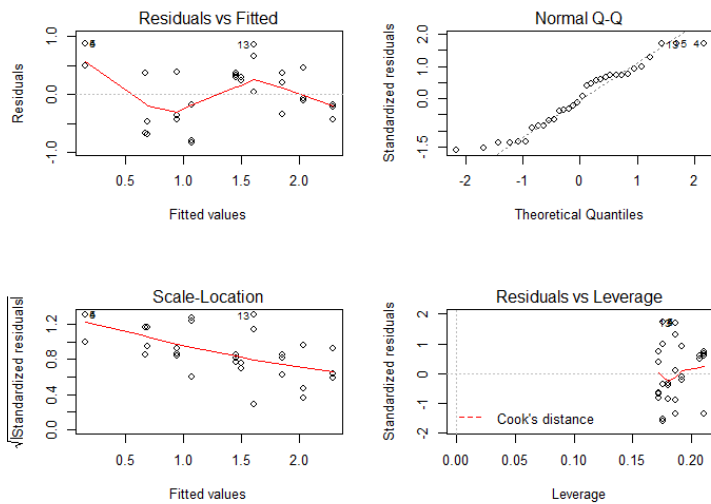 Residuals vs Fitted
Residuals
-1.0 0.0 1.0
13
0.5 1.0 1.5 2.0
Fitted values
Normal Q-Q
Standardized residuals
-1.5 0.0 1.0 2.0
5 4
-2 -1 0 1 2
Theoretical Quantiles
Scale-Location
√|Standardized residuals|
0.0 0.4 0.8 1.2
13
0.5 1.0 1.5 2.0
Fitted values
Residuals vs Leverage
Standardized residuals
-2 -1 0 1 2
Cook's distance
0.00 0.05 0.10 0.15 0.20
Leverage